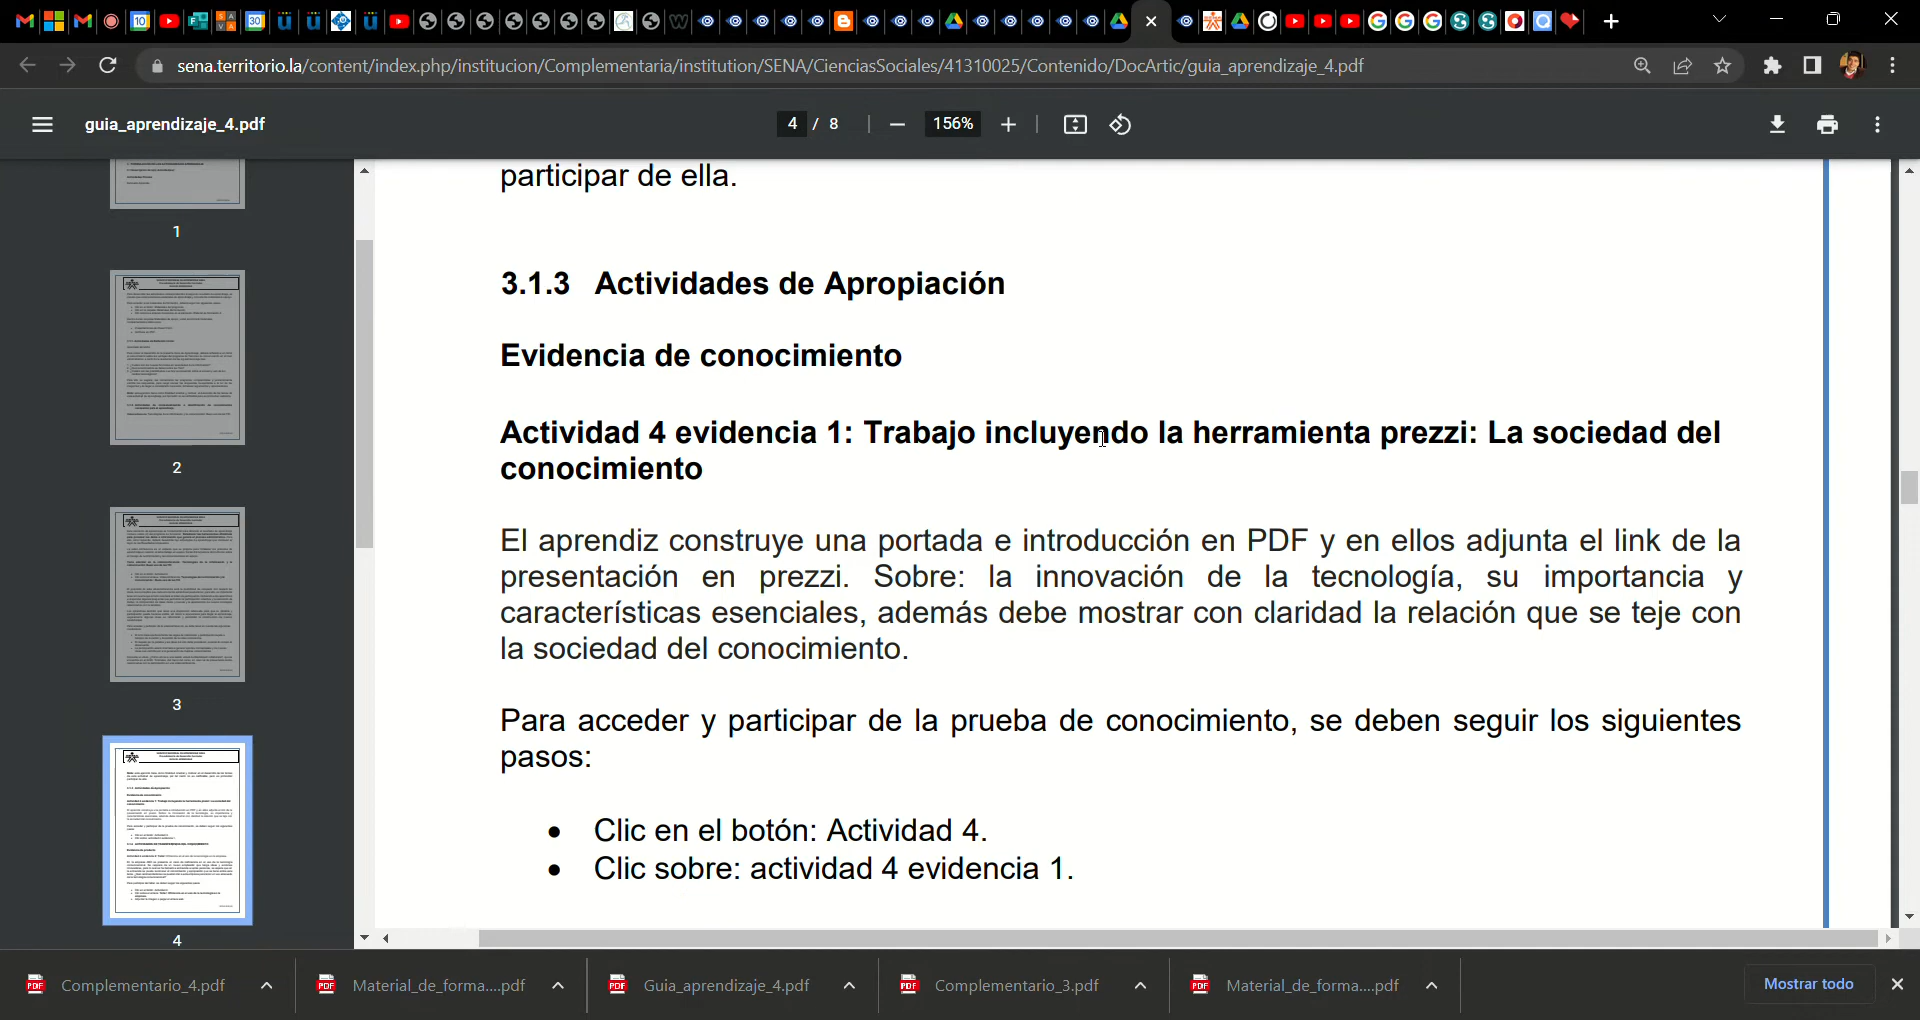 sena.territorio.la/content/index.php/institucion/Complementaria/institution/SENA/CienciasSociales/41310025/Contenido/DocArtic/guia_aprendizaje_4.pdf
guia_aprendizaje_4.pdf
4 / 8
156%
participar de ella.
3.1.3 Actividades de Apropiación
Evidencia de conocimiento
Actividad 4 evidencia 1: Trabajo incluyendo la herramienta prezzi: La sociedad del
conocimiento
El aprendiz construye una portada e introducción en PDF y en ellos adjunta el link de la
presentación en prezzi. Sobre: la innovación de la tecnología, su importancia y
características esenciales, además debe mostrar con claridad la relación que se teje con
la sociedad del conocimiento.
Para acceder y participar de la prueba de conocimiento, se deben seguir los siguientes
pasos:
• Clic en el botón: Actividad 4.
• Clic sobre: actividad 4 evidencia 1.
1
2
3
4
Complementario_4.pdf
Material_de_forma....pdf
Guia_aprendizaje_4.pdf
Complementario_3.pdf
Material_de_forma....pdf
Mostrar todo